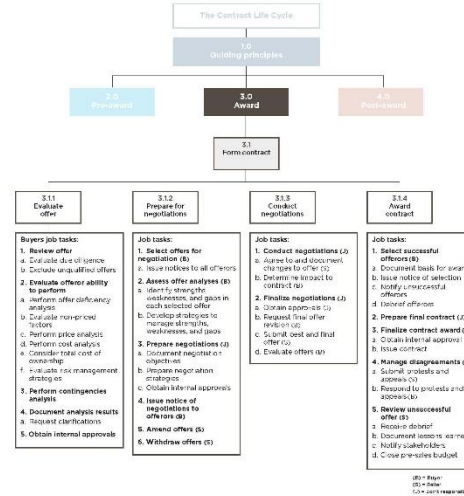 The Contract Life Cycle
1.0
Guiding principles
2.0
Pre-award
3.0
Award
4.0
Post-award
3.1
Form contract
3.1.1
Evaluate
offer
Buyers job tasks:
1. Review offer
a. Evaluate due diligence
b. Exclude unqualified offers
2. Evaluate offeror ability
to perform
a. Perform offer deficiency
analysis
b. Evaluate non-priced
factors
c. Perform price analysis
d. Perform cost analysis
e. Consider total cost of
ownership
f. Evaluate risk management
strategies
3. Perform contingencies
analysis
4. Document analysis results
a. Request clarifications
5. Obtain internal approvals
3.1.2
Prepare for
negotiations
Job tasks:
1. Select offers for
negotiation (B)
a. Issue notices to all offerors
2. Assess offer analyses (B)
a. Identify strengths,
weaknesses, and gaps in
each selected offer
b. Develop strategies to
manage strengths,
weaknesses, and gaps
3. Prepare negotiations (J)
a. Document negotiation
objectives
b. Prepare negotiation
strategies
c. Obtain internal approvals
4. Issue notice of
negotiations to
offerors (B)
5. Amend offers (S)
6. Withdraw offers (S)
3.1.3
Conduct
negotiations
Job tasks:
1. Conduct negotiations (J)
a. Agree to and document
changes to offer (S)
b. Determine impact to
contract (B)
2. Finalize negotiations (J)
a. Obtain approvals (J)
b. Request final offer
revision (B)
c. Submit best and final
offer (S)
d. Evaluate offers (B)
3.1.4
Award
contract
Job tasks:
1. Select successful
offerors (B)
a. Document basis for award
b. Issue notice of selection
c. Notify unsuccessful
offerors
d. Debrief offerors
2. Prepare final contract (J)
3. Finalize contract award (
a. Obtain internal approval
b. Issue contract
4. Manage disagreements (
a. Submit protests and
appeals (S)
b. Respond to protests and
appeals (B)
5. Review unsuccessful
offer (S)
a. Receive debrief
b. Document lessons learne
c. Notify stakeholders
d. Close pre-sales budget
(B) = Buyer
(S) = Seller
(J) = Joint responsi